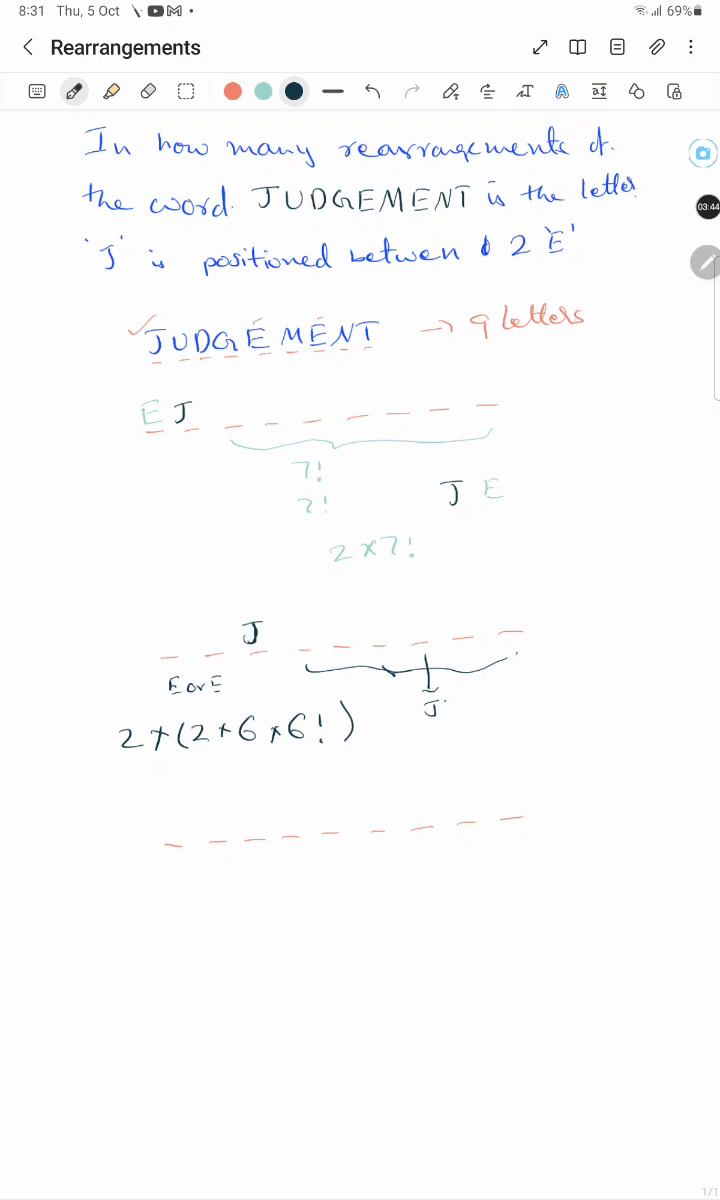 8:31 Thu, 5 Oct 69%
Rearrangements
03:44
In how many rearrangements of
the word JUDGEMENT is the letter
'J' is positioned between 2 E'
JUDGEMENT → 9 letters
E J
7!
2!
J E
2 × 7!
J
E or E
J
2 × (2 × 6 × 6!)
1/1